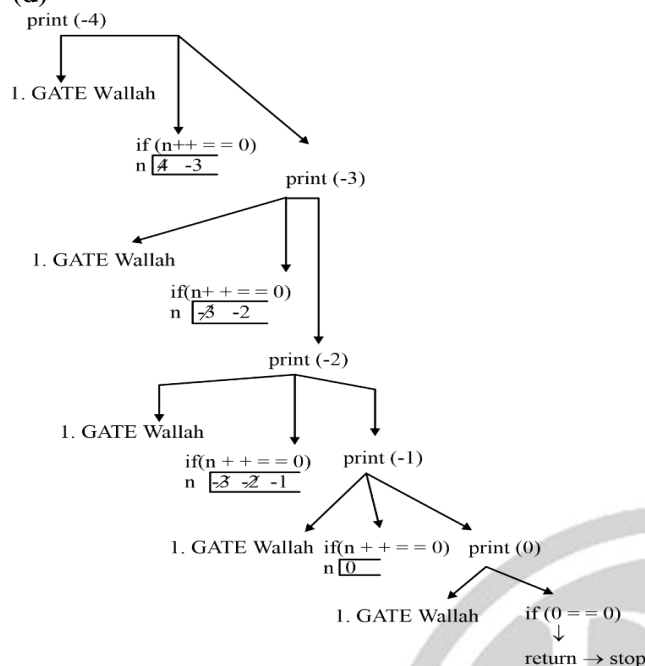 (d)
print (-4)
1. GATE Wallah
if (n++ == 0)
n 4 -3
print (-3)
1. GATE Wallah
if(n+ + == 0)
n -3 -2
print (-2)
1. GATE Wallah
if(n + + == 0)
n -3 -2 -1
print (-1)
1. GATE Wallah if(n + + == 0) print (0)
n 0
1. GATE Wallah if (0 == 0)
↓
return → stop